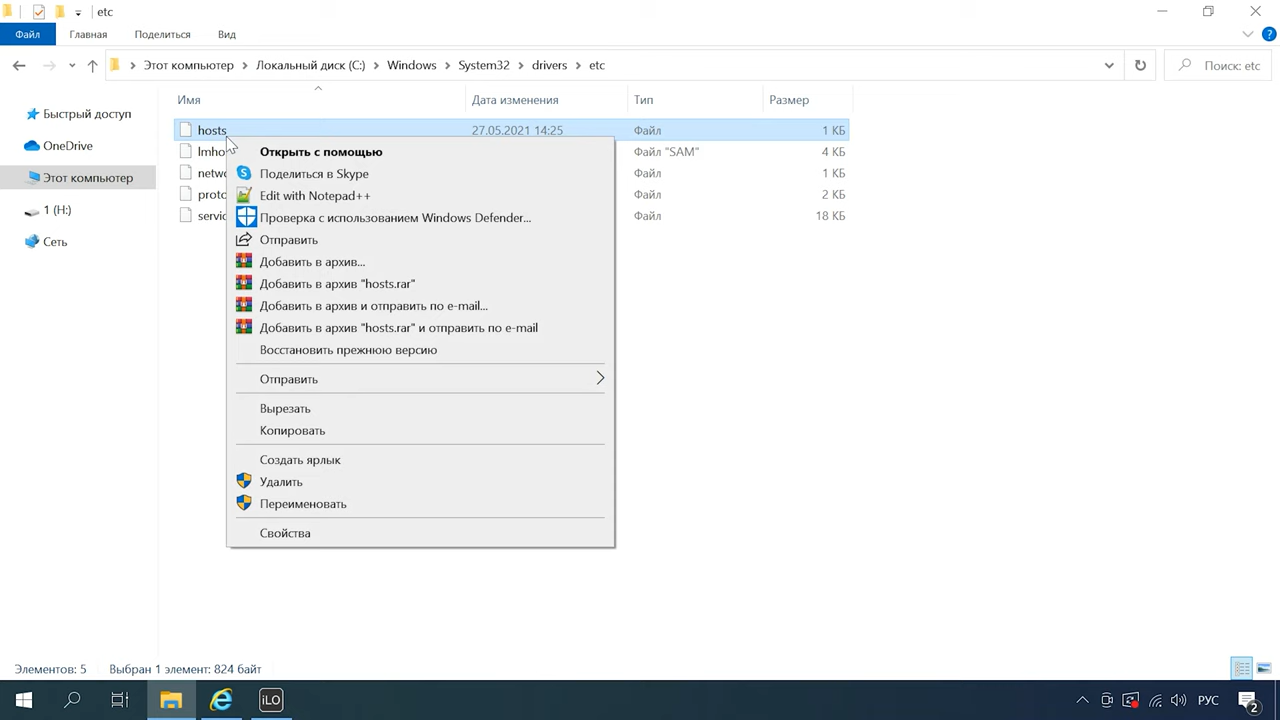 etc
Файл
Главная
Поделиться
Вид
Этот компьютер > Локальный диск (C:) > Windows > System32 > drivers > etc
Поиск: etc
Имя
Дата изменения
Тип
Размер
Быстрый доступ
OneDrive
Этот компьютер
1 (H:)
Сеть
hosts 27.05.2021 14:25 Файл 1 КБ
lmho Файл "SAM" 4 КБ
netw Файл 1 КБ
proto Файл 2 КБ
servic Файл 18 КБ
Открыть с помощью
Поделиться в Skype
Edit with Notepad++
Проверка с использованием Windows Defender...
Отправить
Добавить в архив...
Добавить в архив "hosts.rar"
Добавить в архив и отправить по e-mail...
Добавить в архив "hosts.rar" и отправить по e-mail
Восстановить прежнюю версию
Отправить
Вырезать
Копировать
Создать ярлык
Удалить
Переименовать
Свойства
Элементов: 5
Выбран 1 элемент: 824 байт
iLO
РУС
2